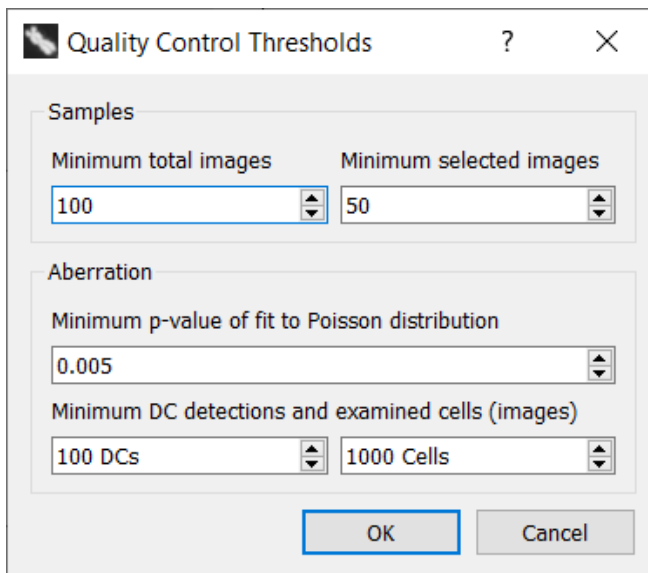 Quality Control Thresholds ?
Samples
Minimum total images Minimum selected images
100 50
Aberration
Minimum p-value of fit to Poisson distribution
0.005
Minimum DC detections and examined cells (images)
100 DCs 1000 Cells
OK Cancel